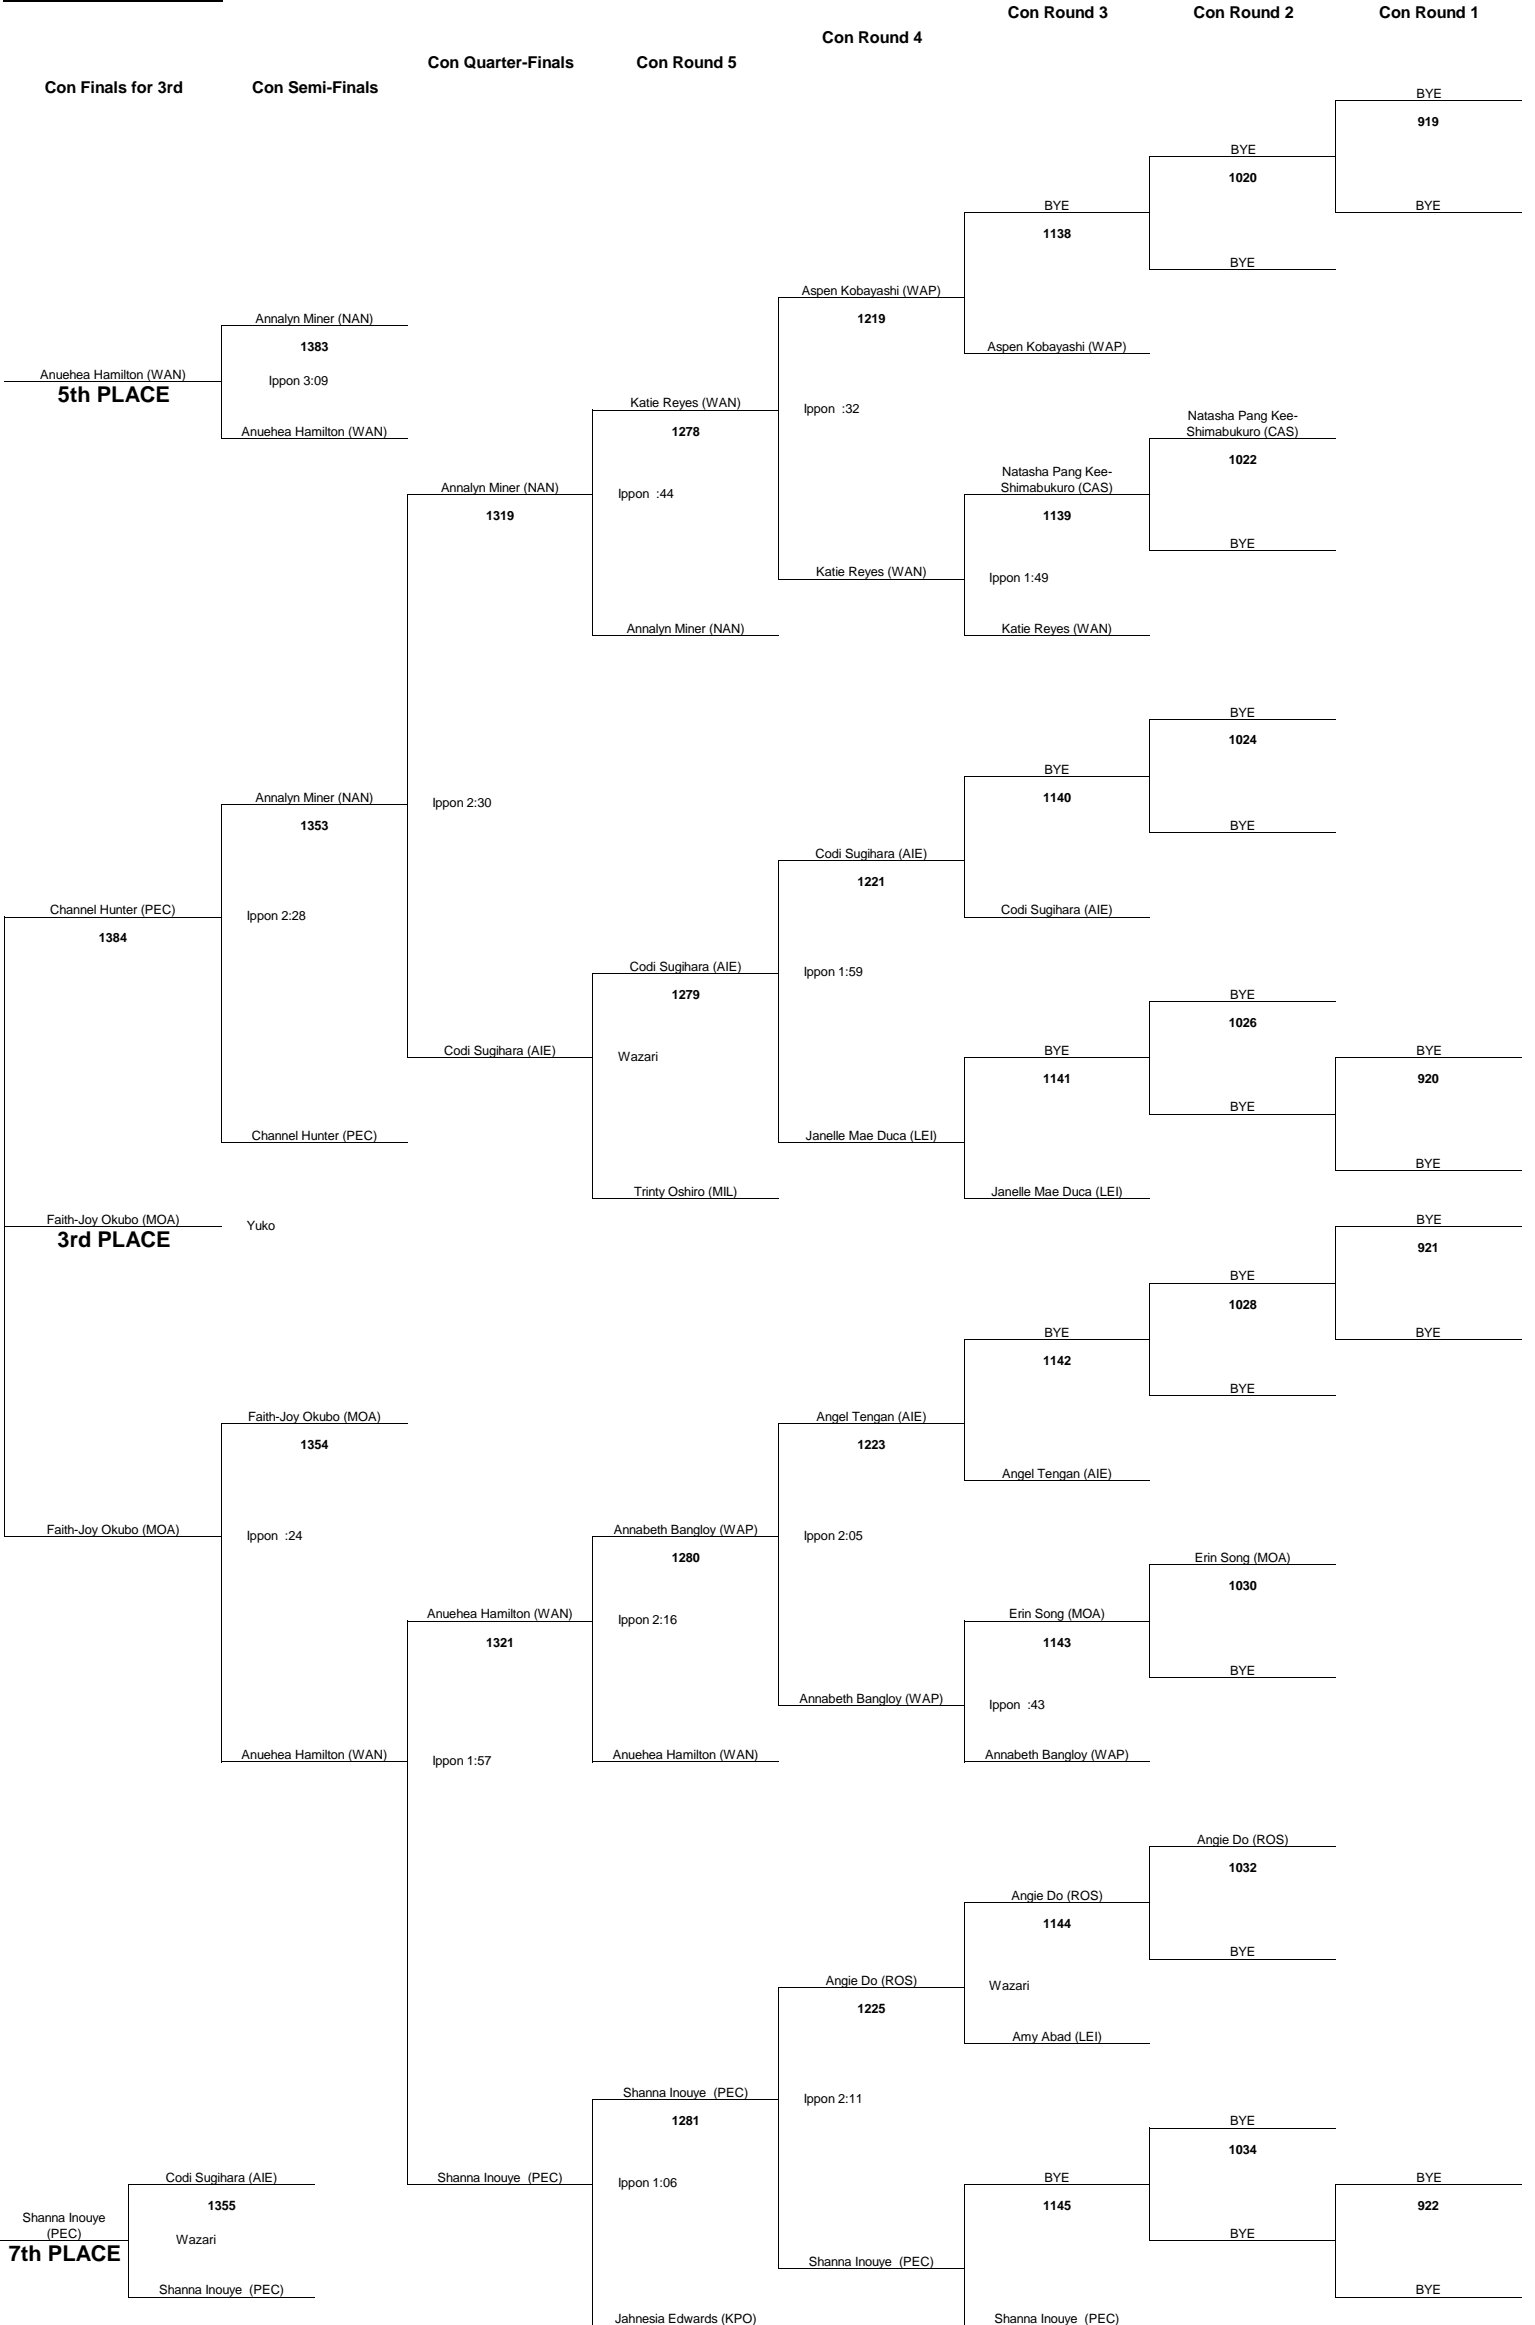 Con Round 3 Con Round 2 Con Round 1
Con Round 4
Con Quarter-Finals Con Round 5
Con Finals for 3rd Con Semi-Finals
BYE
919
BYE
1020
BYE BYE
1138
BYE
Aspen Kobayashi (WAP)
Annalyn Miner (NAN) 1219
1383 Aspen Kobayashi (WAP)
Anuehea Hamilton (WAN)
5th PLACE Ippon 3:09
Katie Reyes (WAN) Ippon :32
Natasha Pang Kee-
Anuehea Hamilton (WAN) 1278 Shimabukuro (CAS)
1022
Natasha Pang Kee-
Annalyn Miner (NAN) Ippon :44 Shimabukuro (CAS)
1319 1139
BYE
Katie Reyes (WAN) Ippon 1:49
Annalyn Miner (NAN) Katie Reyes (WAN)
BYE
1024
BYE
Annalyn Miner (NAN) Ippon 2:30 1140
1353 BYE
Codi Sugihara (AIE)
1221
Channel Hunter (PEC) Ippon 2:28 Codi Sugihara (AIE)
1384
Codi Sugihara (AIE) Ippon 1:59
1279 BYE
1026
Codi Sugihara (AIE) Wazari BYE BYE
1141 920
BYE
Channel Hunter (PEC) Janelle Mae Duca (LEI)
BYE
Trinty Oshiro (MIL) Janelle Mae Duca (LEI)
Faith-Joy Okubo (MOA) Yuko BYE
3rd PLACE 921
BYE
1028
BYE BYE
1142
BYE
Faith-Joy Okubo (MOA) Angel Tengan (AIE)
1354 1223
Angel Tengan (AIE)
Faith-Joy Okubo (MOA) Ippon :24 Annabeth Bangloy (WAP) Ippon 2:05
1280 Erin Song (MOA)
1030
Anuehea Hamilton (WAN) Ippon 2:16 Erin Song (MOA)
1321 1143
BYE
Annabeth Bangloy (WAP) Ippon :43
Anuehea Hamilton (WAN) Ippon 1:57 Anuehea Hamilton (WAN) Annabeth Bangloy (WAP)
Angie Do (ROS)
1032
Angie Do (ROS)
1144
BYE
Angie Do (ROS) Wazari
1225
Amy Abad (LEI)
Shanna Inouye (PEC) Ippon 2:11
1281 BYE
1034
Codi Sugihara (AIE) Shanna Inouye (PEC) Ippon 1:06 BYE BYE
1355 1145 922
Shanna Inouye
(PEC) Wazari BYE
7th PLACE
Shanna Inouye (PEC)
Shanna Inouye (PEC) BYE
Jahnesia Edwards (KPO) Shanna Inouye (PEC)